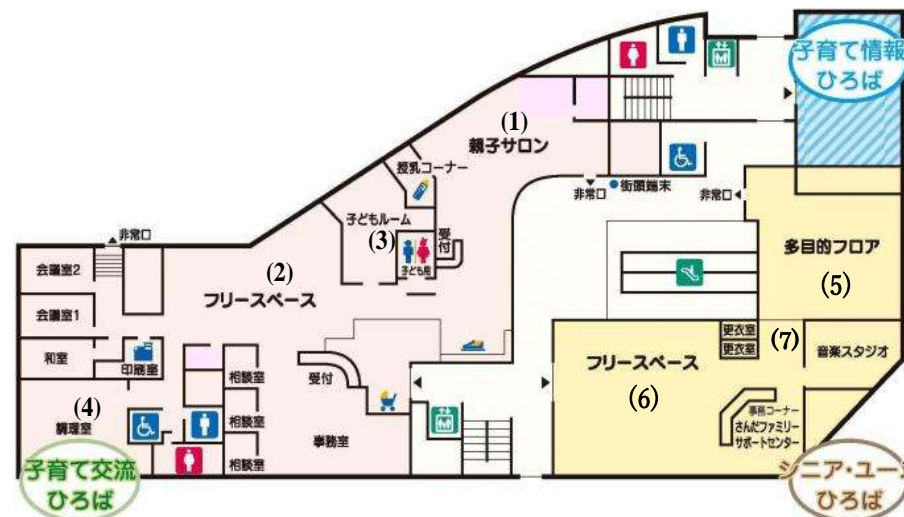 子育て情報
ひろば
(1)
親子サロン
授乳コーナー
非常口
街頭端末
非常口
子どもルーム
(3)
受付
子ども用
非常口
会議室2
(2)
フリースペース
多目的フロア
(5)
会議室1
更衣室
更衣室
(7)
音楽スタジオ
和室
印刷室
相談室
受付
フリースペース
(6)
(4)
調理室
相談室
事務コーナー
さんだファミリー
サポートセンター
相談室
事務室
子育て交流
ひろば
シニア・ユース
ひろば